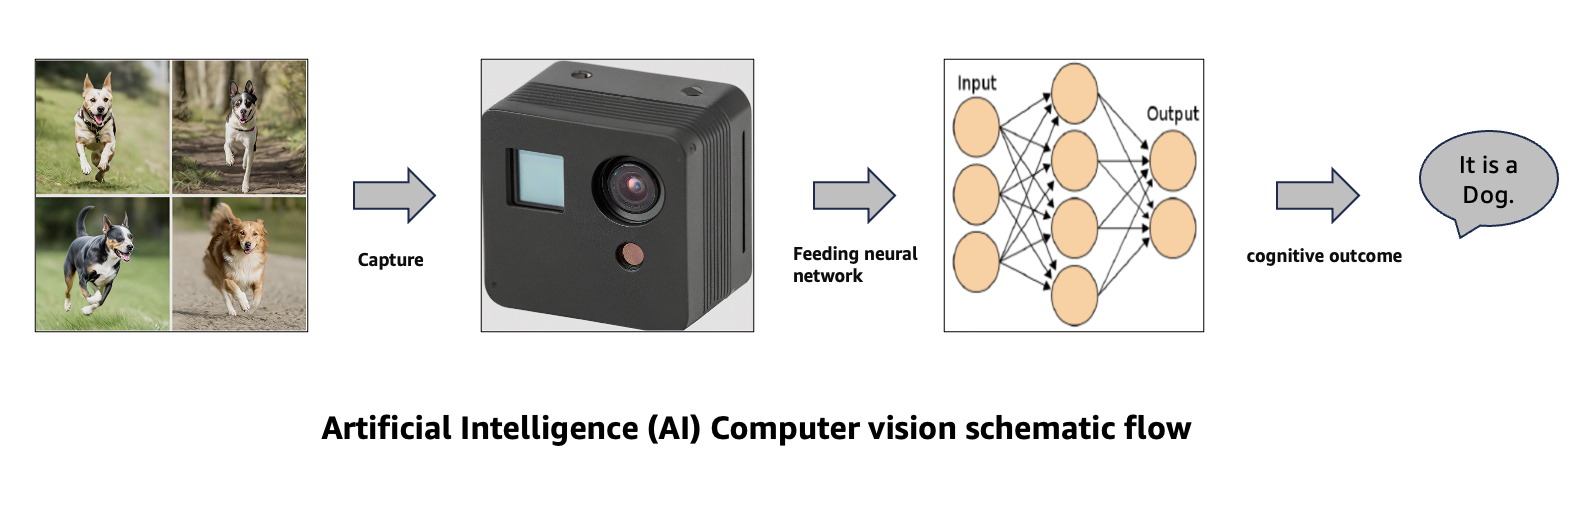 Capture
Feeding neural
network
Input
Output
cognitive outcome
It is a
Dog.
Artificial Intelligence (AI) Computer vision schematic flow